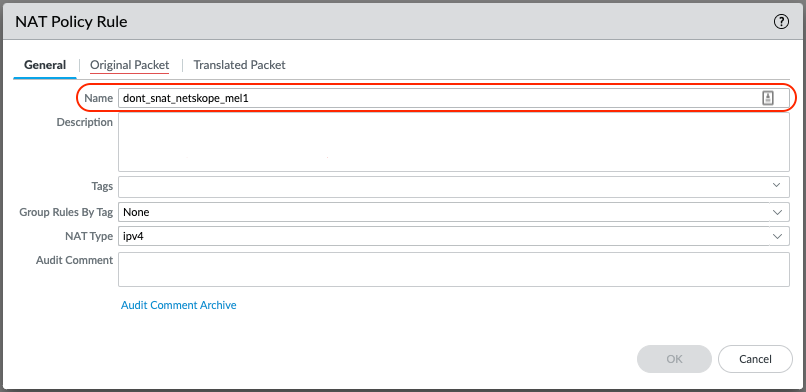 NAT Policy Rule
?
General Original Packet Translated Packet
Name dont_snat_netskope_mel1
Description
Tags
Group Rules By Tag None
NAT Type ipv4
Audit Comment
Audit Comment Archive
OK Cancel